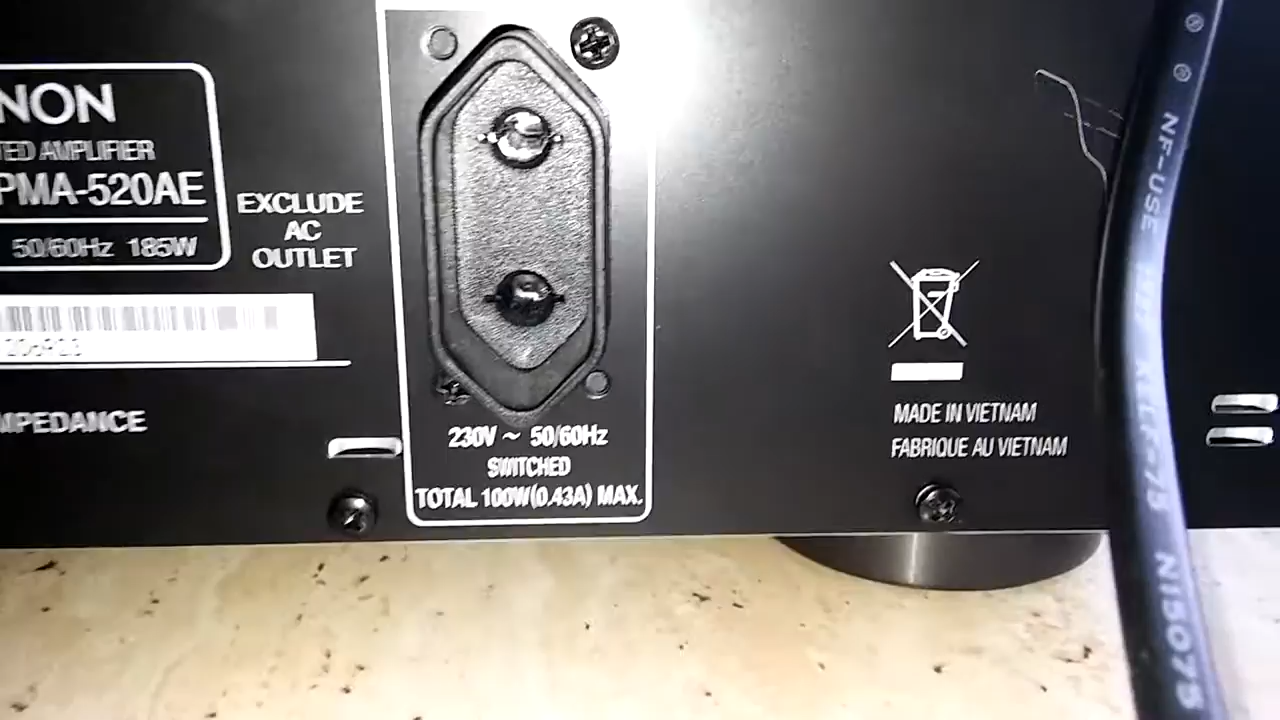 NON
TED AMPLIFIER
PMA-520AE
50/60Hz 185W
EXCLUDE
AC
OUTLET
MPEDANCE
230V ~ 50/60Hz
SWITCHED
TOTAL 100W(0.43A) MAX.
MADE IN VIETNAM
FABRIQUE AU VIETNAM
NF-USE
N15075